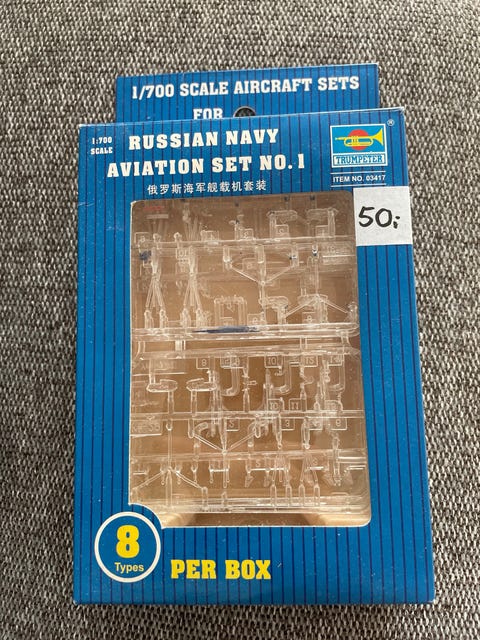 1/700 SCALE AIRCRAFT SETS
FOR
1:700
SCALE
RUSSIAN NAVY
AVIATION SET NO.1
俄罗斯海军舰载机套装
®
TRUMPETER
ITEM NO. 03417
50,-
8
Types
PER BOX